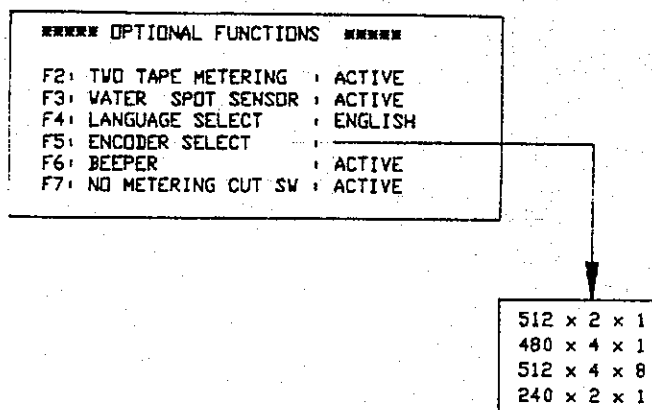 ***** OPTIONAL FUNCTIONS *****
F2: TWO TAPE METERING : ACTIVE
F3: WATER SPOT SENSOR : ACTIVE
F4: LANGUAGE SELECT : ENGLISH
F5: ENCODER SELECT :
F6: BEEPER : ACTIVE
F7: NO METERING CUT SW : ACTIVE
512 x 2 x 1
480 x 4 x 1
512 x 4 x 8
240 x 2 x 1